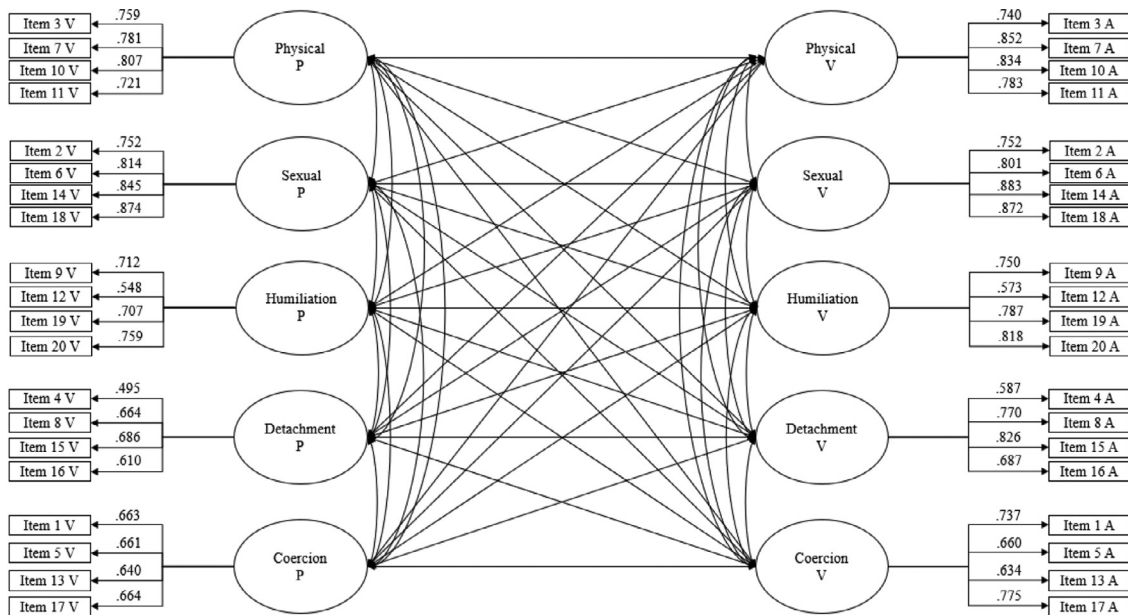 Item 3 V
.759
Item 7 V
.781
Item 10 V
.807
Item 11 V
.721
Physical
P
Physical
V
.740
Item 3 A
.852
Item 7 A
.834
Item 10 A
.783
Item 11 A
Item 2 V
.752
Item 6 V
.814
Item 14 V
.845
Item 18 V
.874
Sexual
P
Sexual
V
.752
Item 2 A
.801
Item 6 A
.883
Item 14 A
.872
Item 18 A
Item 9 V
.712
Item 12 V
.548
Item 19 V
.707
Item 20 V
.759
Humiliation
P
Humiliation
V
.750
Item 9 A
.573
Item 12 A
.787
Item 19 A
.818
Item 20 A
Item 4 V
.495
Item 8 V
.664
Item 15 V
.686
Item 16 V
.610
Detachment
P
Detachment
V
.587
Item 4 A
.770
Item 8 A
.826
Item 15 A
.687
Item 16 A
Item 1 V
.663
Item 5 V
.661
Item 13 V
.640
Item 17 V
.664
Coercion
P
Coercion
V
.737
Item 1 A
.660
Item 5 A
.634
Item 13 A
.775
Item 17 A